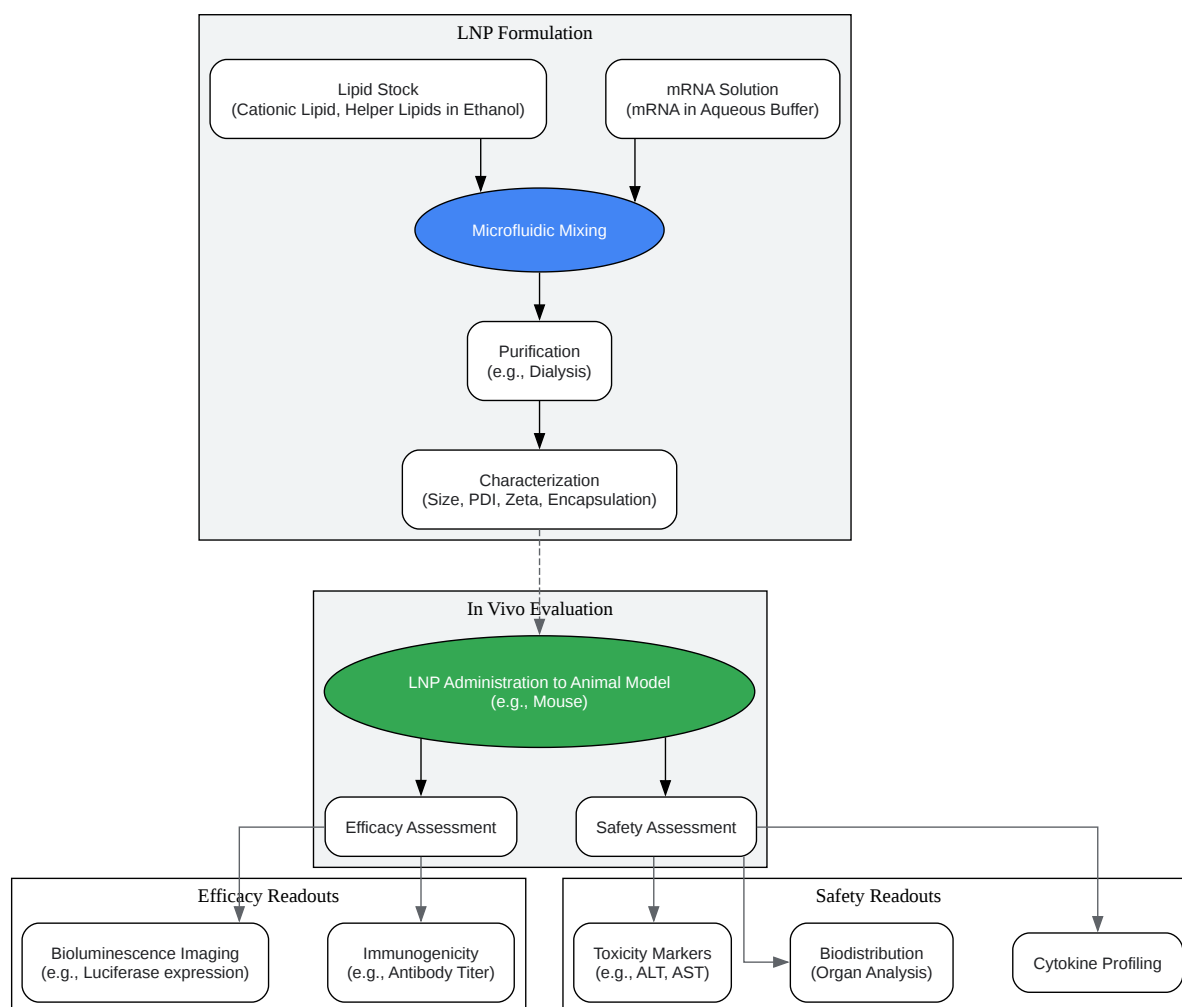 LNP Formulation
Lipid Stock
(Cationic Lipid, Helper Lipids in Ethanol)
mRNA Solution
(mRNA in Aqueous Buffer)
Microfluidic Mixing
Purification
(e.g., Dialysis)
Characterization
(Size, PDI, Zeta, Encapsulation)
In Vivo Evaluation
LNP Administration to Animal Model
(e.g., Mouse)
Efficacy Assessment
Safety Assessment
Efficacy Readouts
Bioluminescence Imaging
(e.g., Luciferase expression)
Immunogenicity
(e.g., Antibody Titer)
Safety Readouts
Toxicity Markers
(e.g., ALT, AST)
Biodistribution
(Organ Analysis)
Cytokine Profiling